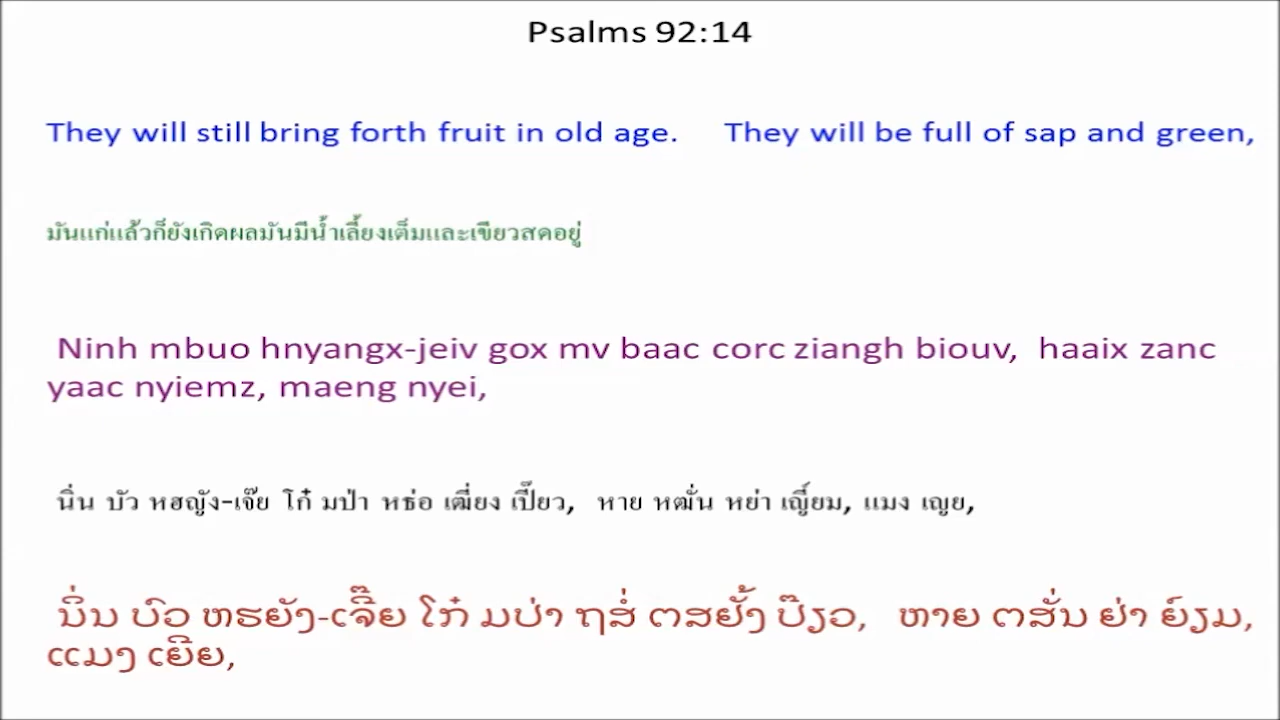 Psalms 92:14
They will still bring forth fruit in old age. They will be full of sap and green,
มันแก่แล้วก็ยังเกิดผลมันมีน้ำเลี้ยงเต็มและเขียวสดอยู่
Ninh mbuo hnyangx-jeiv gox mv baac corc ziangh biouv, haaix zanc
yaac nyiemz, maeng nyei,
นิ่น บัว หฮญัง-เจ๊ย โก๋ มป่า หธ่อ เฒี่ยง เปี๊ยว, หาย หฒั่น หย่า เญี์ยม, แมง เญย,
ນິ່ນ ບົວ ຫຮຍັງ-ເຈີ໊ຍ ໂກ໋ ມປ່າ ຖສໍ່ ຕສຢັ້ງ ປ໊ຽວ, ຫາຍ ຕສັ່ນ ຢ່າ ຍ໌ຽມ,
ແມງ ເຍີຍ,